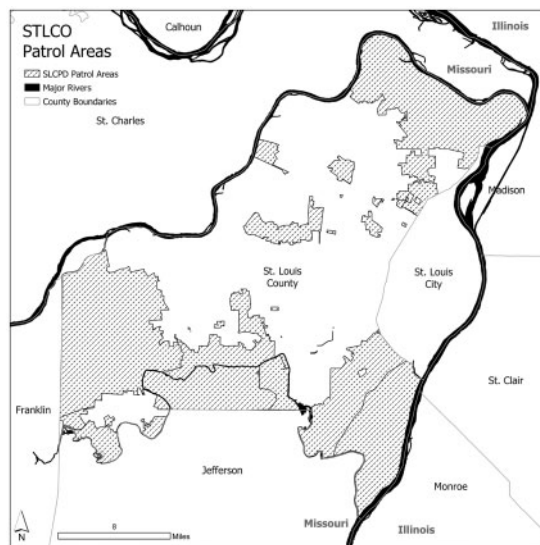 STLCO
Patrol Areas
SLCPD Patrol Areas
Major Rivers
County Boundaries
Calhoun
Illinois
Missouri
St. Charles
Madison
St. Louis
County
St. Louis
City
St. Clair
Franklin
Jefferson
Monroe
Missouri
Illinois
N
8
Miles